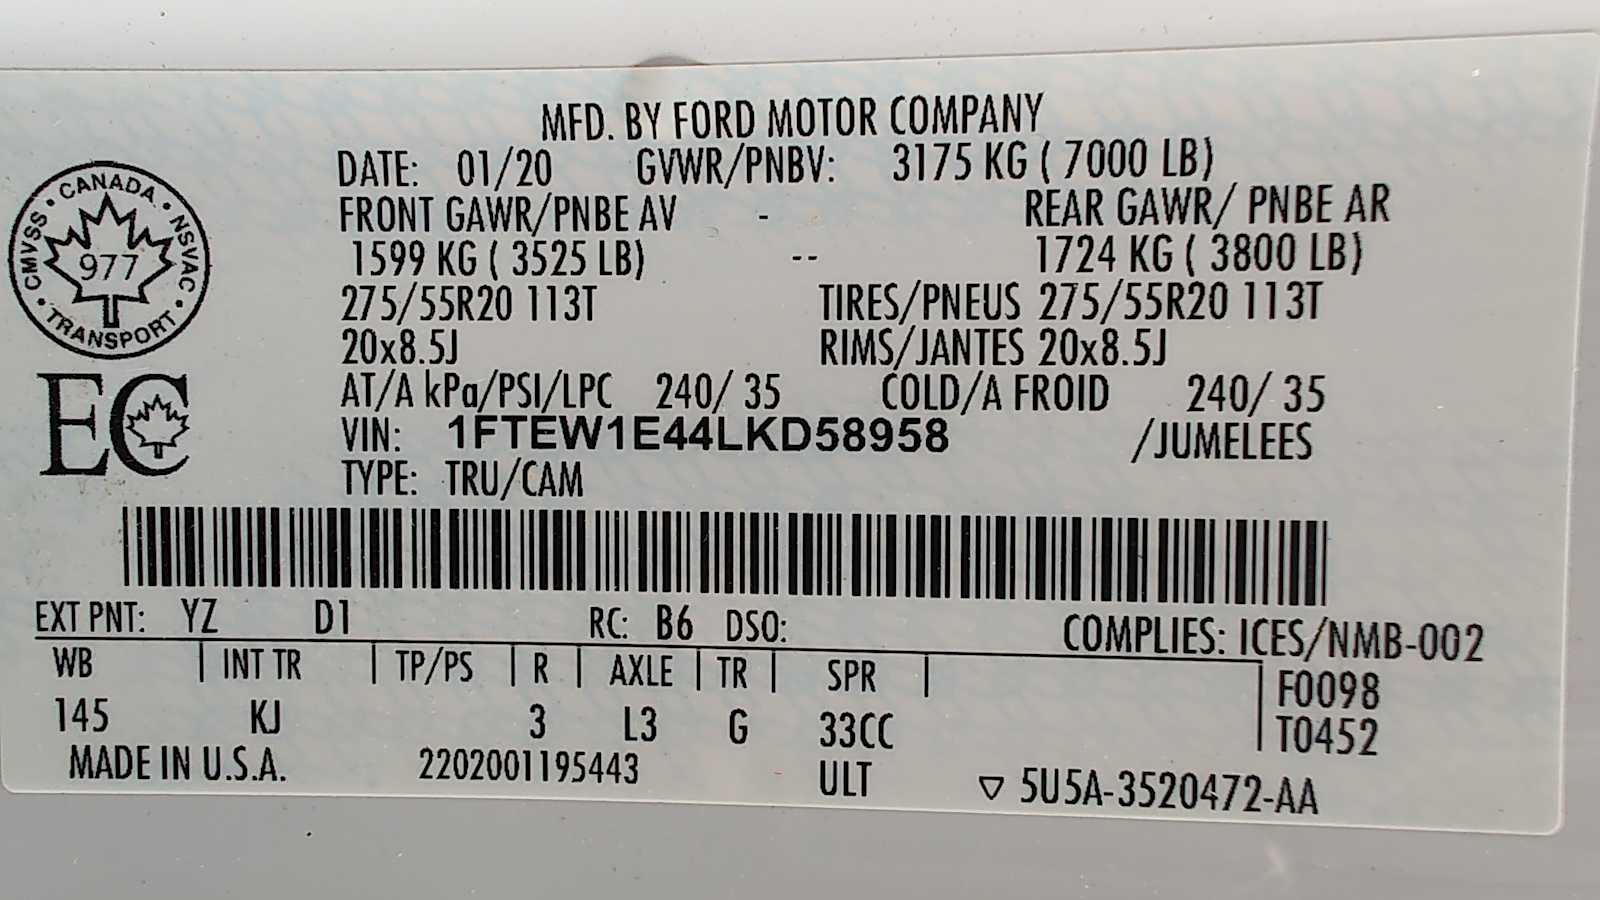 MFD. BY FORD MOTOR COMPANY
DATE: 01/20 GVWR/PNBV: 3175 KG ( 7000 LB)
FRONT GAWR/PNBE AV - REAR GAWR/ PNBE AR
1599 KG ( 3525 LB) -- 1724 KG ( 3800 LB)
275/55R20 113T TIRES/PNEUS 275/55R20 113T
20x8.5J RIMS/JANTES 20x8.5J
AT/A kPa/PSI/LPC 240/ 35 COLD/A FROID 240/ 35
VIN: 1FTEW1E44LKD58958 /JUMELEES
TYPE: TRU/CAM
CANADA • NSVAC • TRANSPORT • CMVSS •
977
EC
EXT PNT: YZ D1 RC: B6 DSO: COMPLIES: ICES/NMB-002
WB | INT TR | TP/PS | R | AXLE | TR | SPR | F0098
145 KJ 3 L3 G 33CC T0452
MADE IN U.S.A. 2202001195443 ULT ▽ 5U5A-3520472-AA